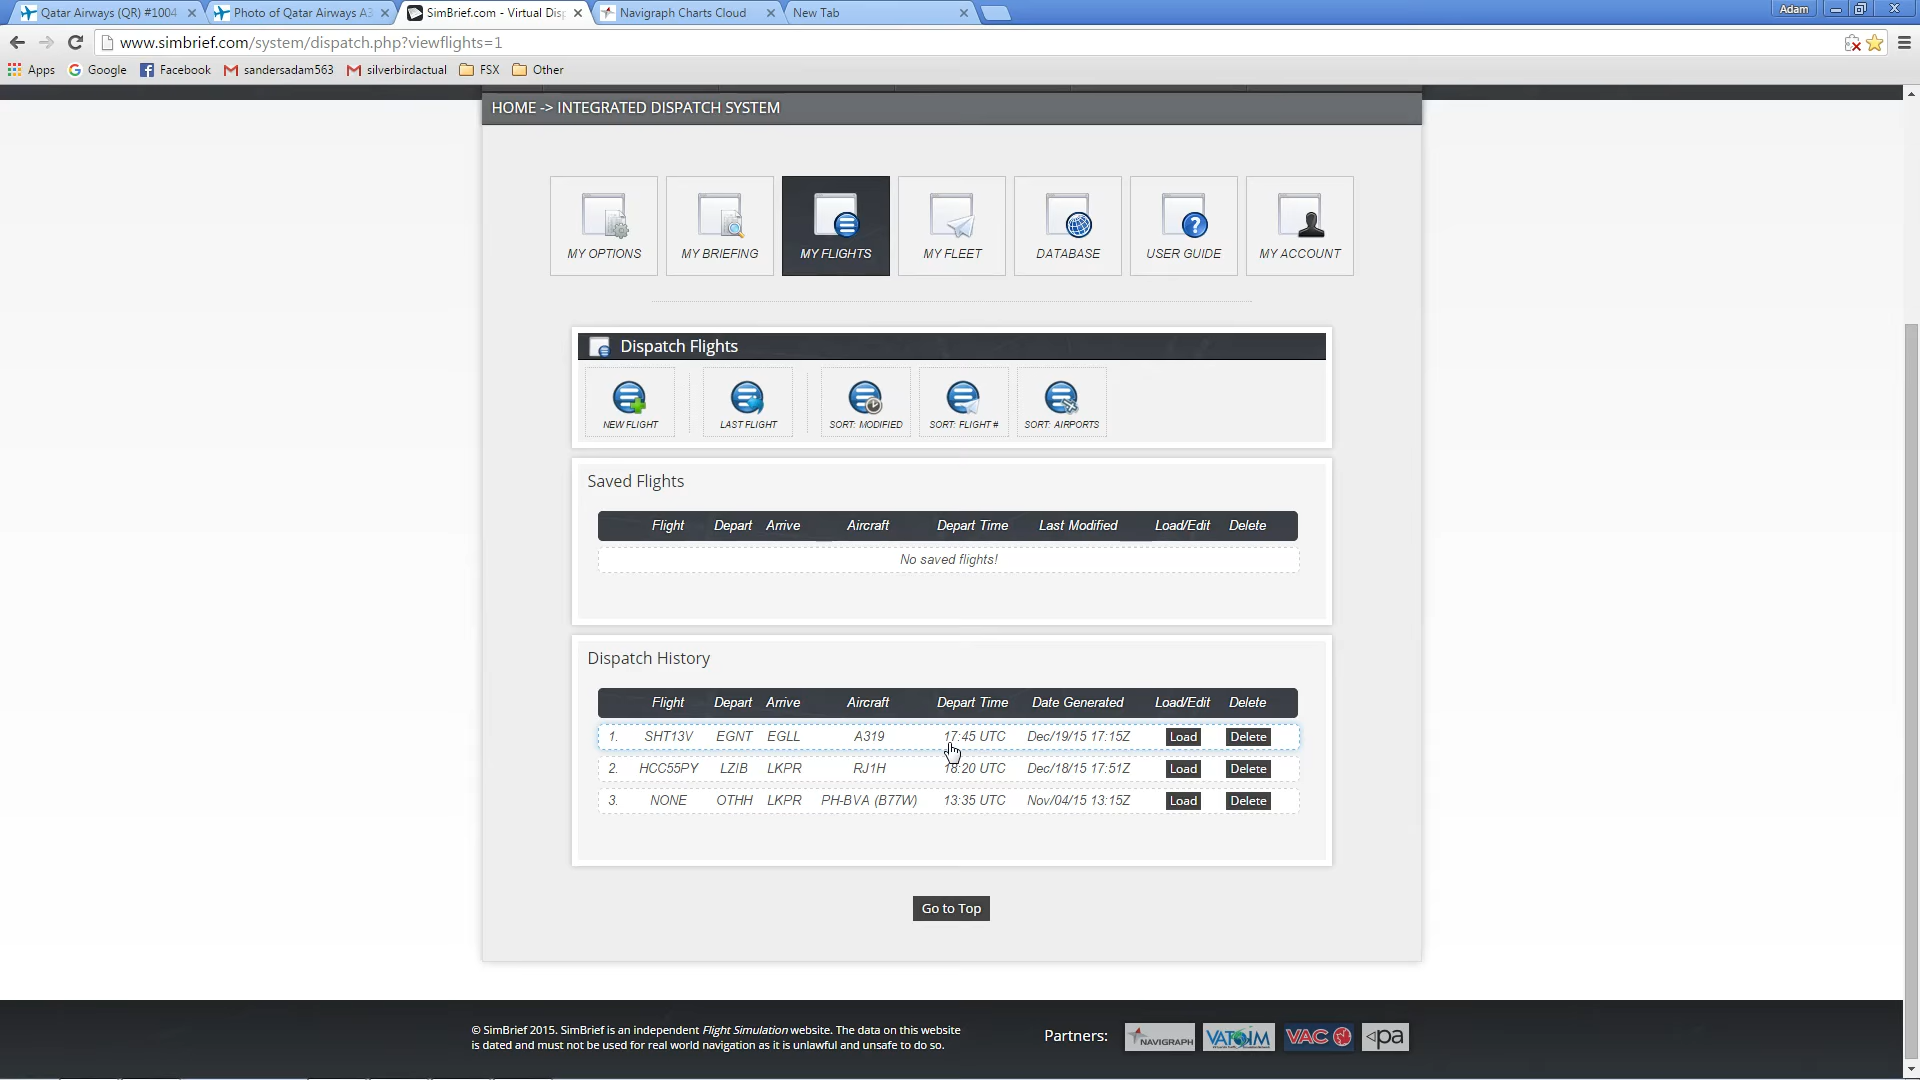 Qatar Airways (QR) #1004
Photo of Qatar Airways A3
SimBrief.com - Virtual Disp
Navigraph Charts Cloud
New Tab
Adam
www.simbrief.com/system/dispatch.php?viewflights=1
Apps
Google
Facebook
sandersadam563
silverbirdactual
FSX
Other
HOME -> INTEGRATED DISPATCH SYSTEM
MY OPTIONS
MY BRIEFING
MY FLIGHTS
MY FLEET
DATABASE
USER GUIDE
MY ACCOUNT
Dispatch Flights
NEW FLIGHT
LAST FLIGHT
SORT: MODIFIED
SORT: FLIGHT #
SORT: AIRPORTS
Saved Flights
Flight Depart Arrive Aircraft Depart Time Last Modified Load/Edit Delete
No saved flights!
Dispatch History
Flight Depart Arrive Aircraft Depart Time Date Generated Load/Edit Delete
1. SHT13V EGNT EGLL A319 17:45 UTC Dec/19/15 17:15Z Load Delete
2. HCC55PY LZIB LKPR RJ1H 18:20 UTC Dec/18/15 17:51Z Load Delete
3. NONE OTHH LKPR PH-BVA (B77W) 13:35 UTC Nov/04/15 13:15Z Load Delete
Go to Top
© SimBrief 2015. SimBrief is an independent Flight Simulation website. The data on this website
is dated and must not be used for real world navigation as it is unlawful and unsafe to do so.
Partners:
NAVIGRAPH
VATSIM
VAC
pa